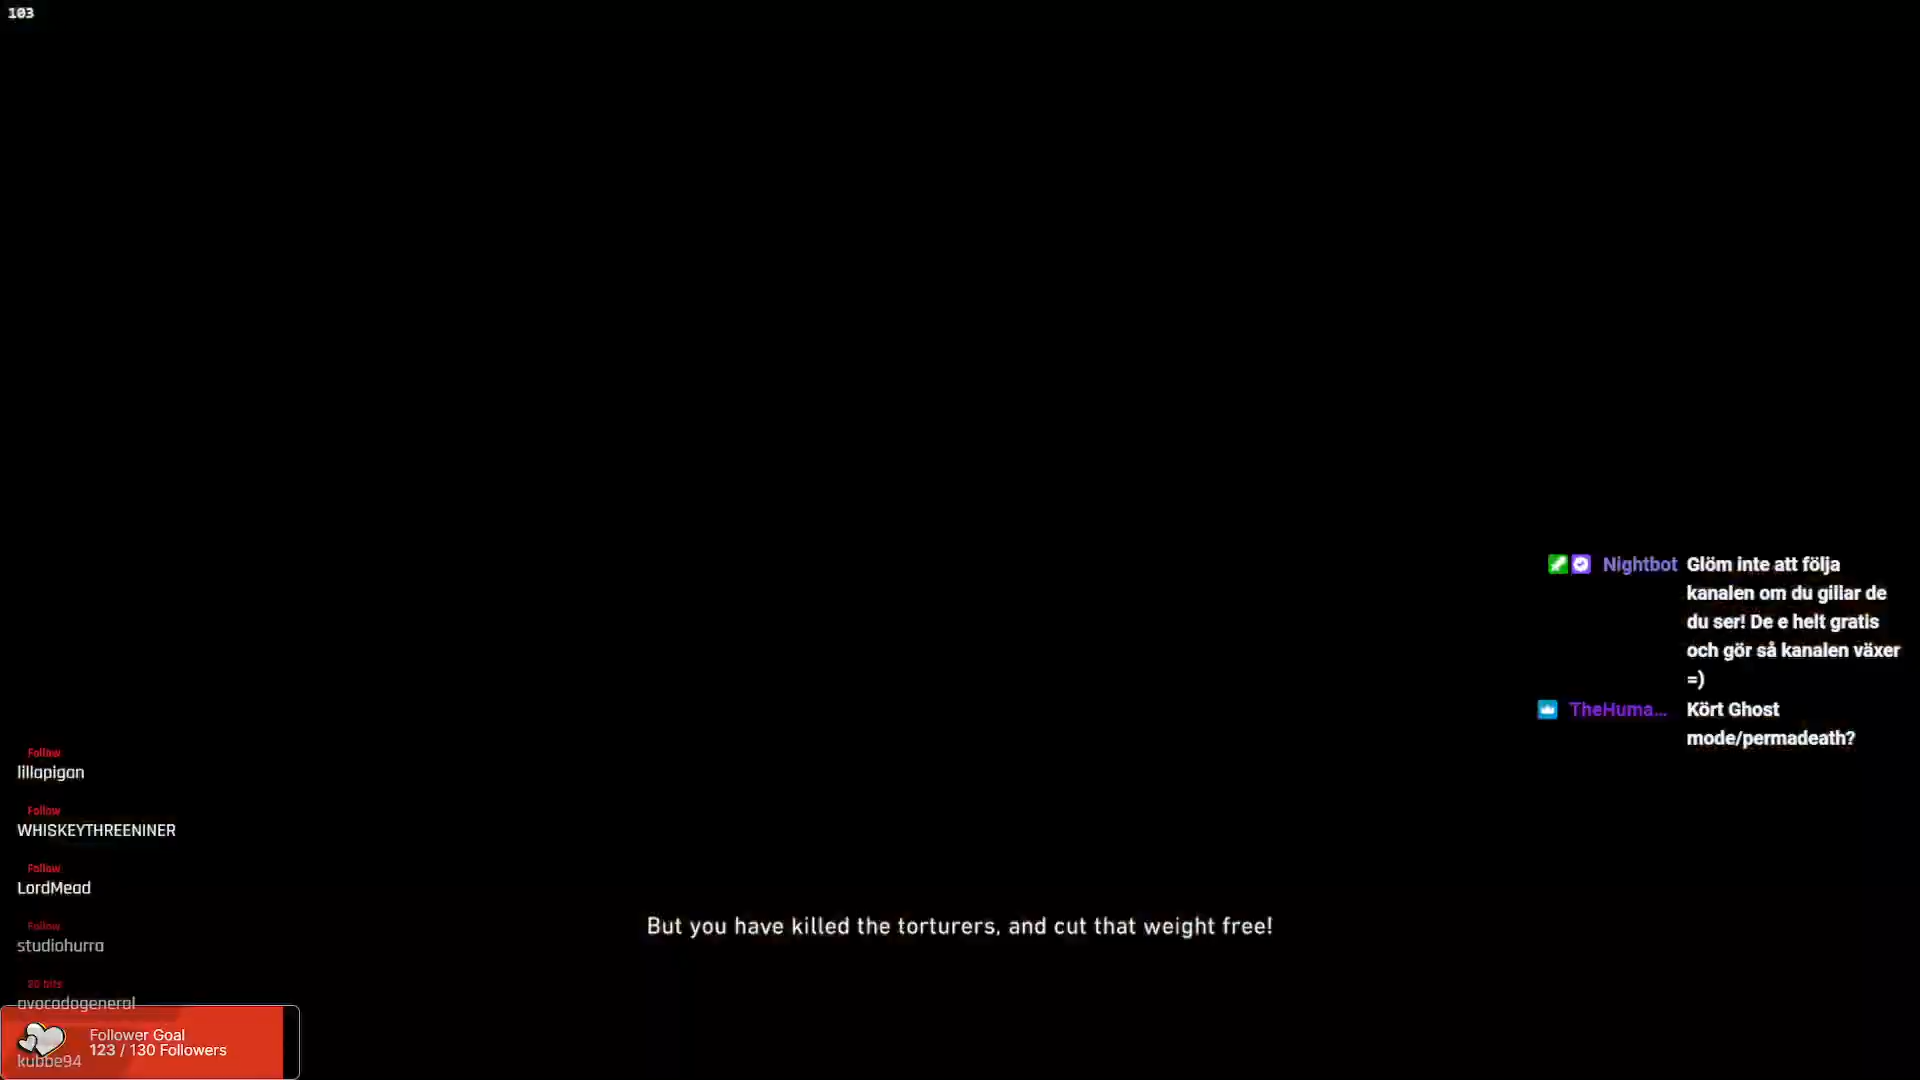 103
Nightbot Glöm inte att följa
kanalen om du gillar de
du ser! De e helt gratis
och gör så kanalen växer
=)
TheHuma... Kört Ghost
mode/permadeath?
Follow
lillapigan
Follow
WHISKEYTHREENINER
Follow
LordMead
Follow
studiohurra
20 bits
avocadogeneral
Follower Goal
123 / 130 Followers
kubbe94
But you have killed the torturers, and cut that weight free!